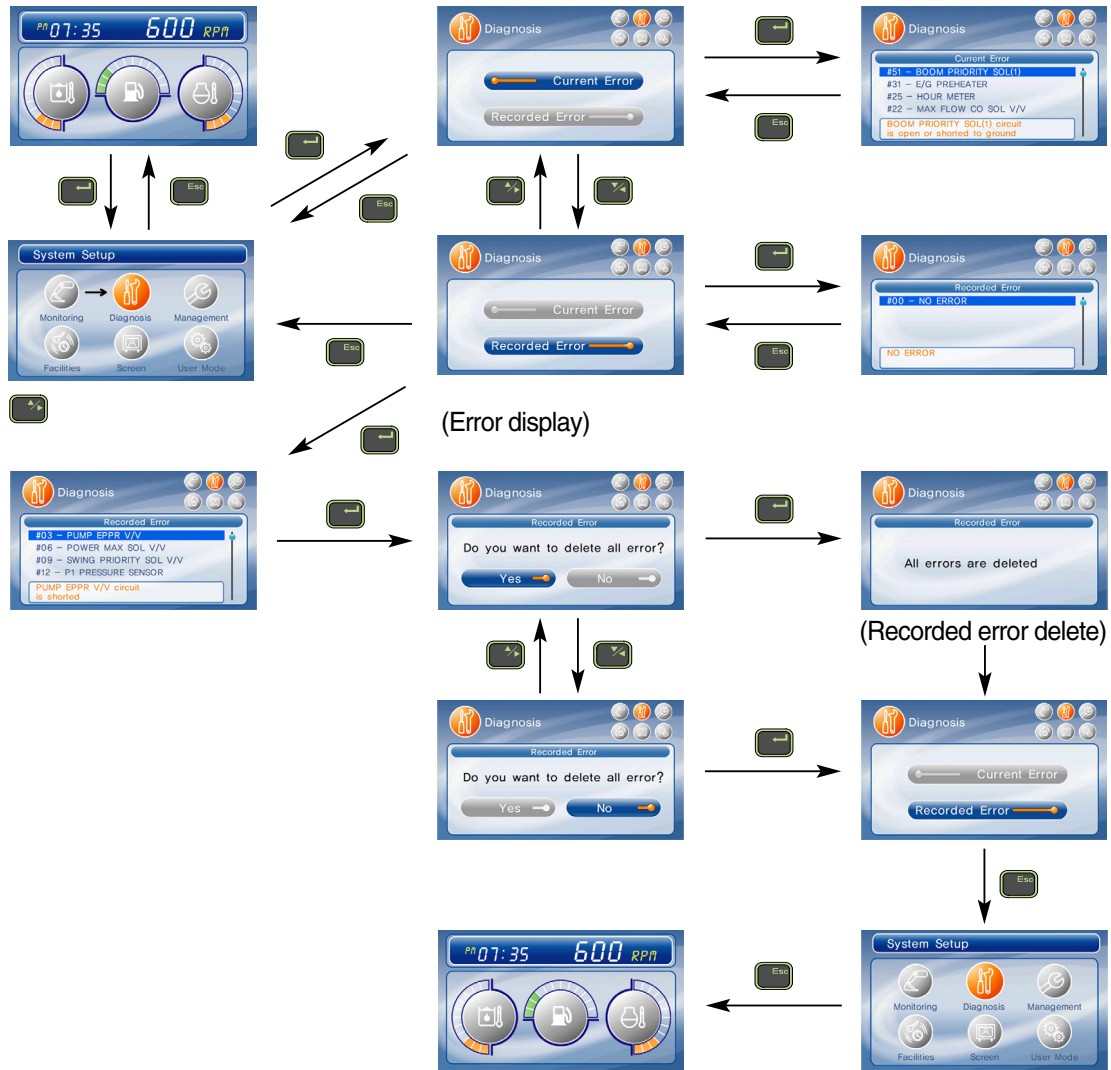 PM 07:35 600 RPM
Diagnosis
Current Error
Recorded Error
Esc
Diagnosis
Current Error
#51 – BOOM PRIORITY SOL(1)
#31 – E/G PREHEATER
#25 – HOUR METER
#22 – MAX FLOW CO SOL V/V
BOOM PRIORITY SOL(1) circuit
is open or shorted to ground
Esc
Esc
System Setup
Monitoring Diagnosis Management
Facilities Screen User Mode
Esc
Diagnosis
Current Error
Recorded Error
Esc
Diagnosis
Recorded Error
#00 – NO ERROR
NO ERROR
(Error display)
Diagnosis
Recorded Error
#03 – PUMP EPPR V/V
#06 – POWER MAX SOL V/V
#09 – SWING PRIORITY SOL V/V
#12 – P1 PRESSURE SENSOR
PUMP EPPR V/V circuit
is shorted
Diagnosis
Recorded Error
Do you want to delete all error?
Yes No
Diagnosis
Recorded Error
All errors are deleted
(Recorded error delete)
Diagnosis
Recorded Error
Do you want to delete all error?
Yes No
Diagnosis
Current Error
Recorded Error
Esc
PM 07:35 600 RPM
Esc
System Setup
Monitoring Diagnosis Management
Facilities Screen User Mode